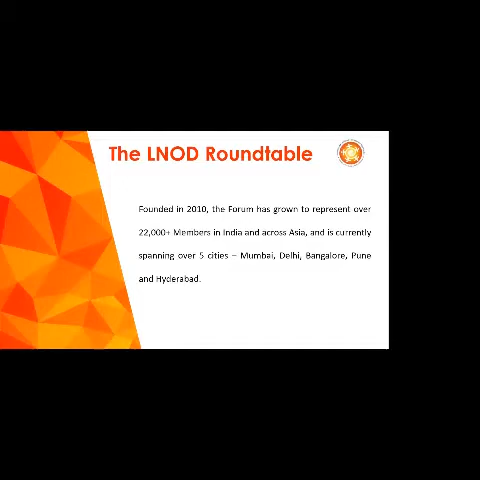 The LNOD Roundtable
Founded in 2010, the Forum has grown to represent over
22,000+ Members in India and across Asia, and is currently
spanning over 5 cities – Mumbai, Delhi, Bangalore, Pune
and Hyderabad.